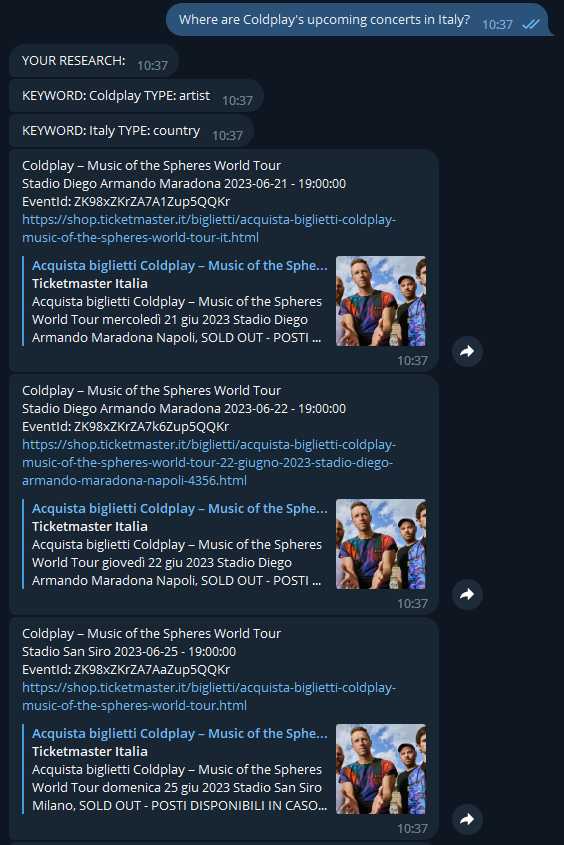 Where are Coldplay's upcoming concerts in Italy? 10:37
YOUR RESEARCH: 10:37
KEYWORD: Coldplay TYPE: artist 10:37
KEYWORD: Italy TYPE: country 10:37
Coldplay – Music of the Spheres World Tour
Stadio Diego Armando Maradona 2023-06-21 - 19:00:00
EventId: ZK98xZKrZA7A1Zup5QQKr
https://shop.ticketmaster.it/biglietti/acquista-biglietti-coldplay-
music-of-the-spheres-world-tour-it.html
Acquista biglietti Coldplay – Music of the Sphe...
Ticketmaster Italia
Acquista biglietti Coldplay – Music of the Spheres
World Tour mercoledì 21 giu 2023 Stadio Diego
Armando Maradona Napoli, SOLD OUT - POSTI ...
10:37
Coldplay – Music of the Spheres World Tour
Stadio Diego Armando Maradona 2023-06-22 - 19:00:00
EventId: ZK98xZKrZA7k6Zup5QQKr
https://shop.ticketmaster.it/biglietti/acquista-biglietti-coldplay-
music-of-the-spheres-world-tour-22-giugno-2023-stadio-diego-
armando-maradona-napoli-4356.html
Acquista biglietti Coldplay – Music of the Sphe...
Ticketmaster Italia
Acquista biglietti Coldplay – Music of the Spheres
World Tour giovedì 22 giu 2023 Stadio Diego
Armando Maradona Napoli, SOLD OUT - POSTI ...
10:37
Coldplay – Music of the Spheres World Tour
Stadio San Siro 2023-06-25 - 19:00:00
EventId: ZK98xZKrZA7AaZup5QQKr
https://shop.ticketmaster.it/biglietti/acquista-biglietti-coldplay-
music-of-the-spheres-world-tour.html
Acquista biglietti Coldplay – Music of the Sphe...
Ticketmaster Italia
Acquista biglietti Coldplay – Music of the Spheres
World Tour domenica 25 giu 2023 Stadio San Siro
Milano, SOLD OUT - POSTI DISPONIBILI IN CASO...
10:37